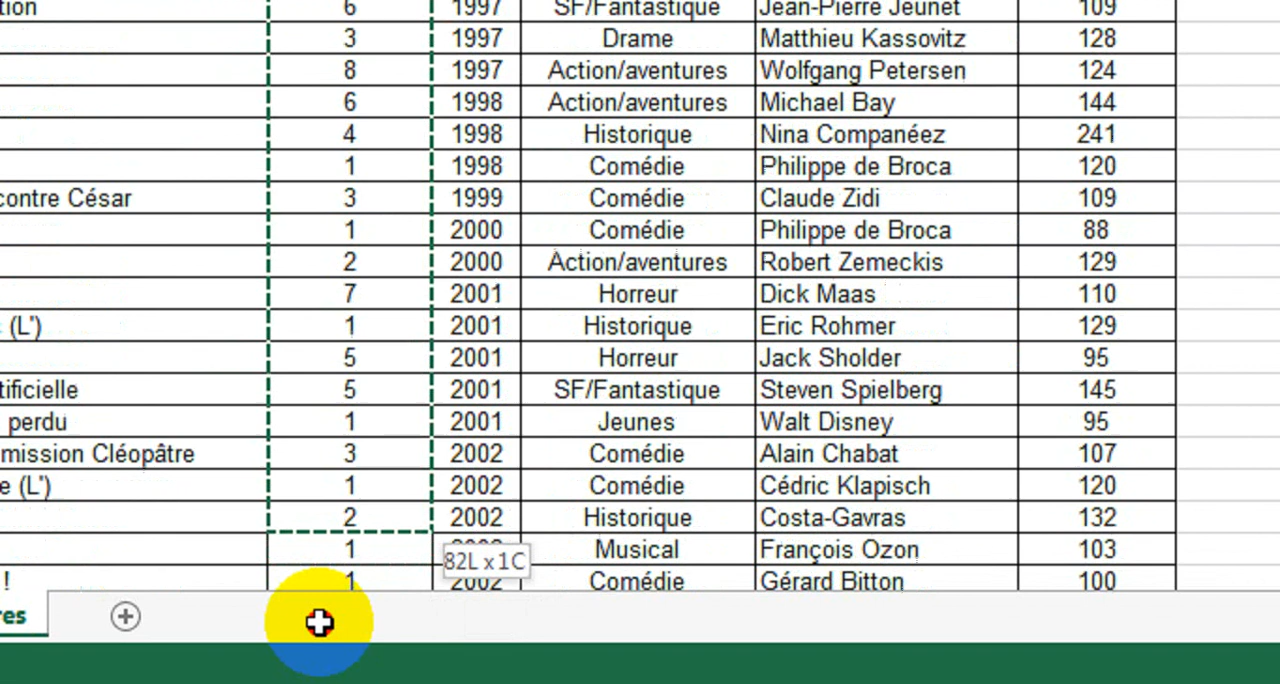 tion 6 1997 SF/Fantastique Jean-Pierre Jeunet 109
3 1997 Drame Matthieu Kassovitz 128
8 1997 Action/aventures Wolfgang Petersen 124
6 1998 Action/aventures Michael Bay 144
4 1998 Historique Nina Companéez 241
1 1998 Comédie Philippe de Broca 120
contre César 3 1999 Comédie Claude Zidi 109
1 2000 Comédie Philippe de Broca 88
2 2000 Action/aventures Robert Zemeckis 129
7 2001 Horreur Dick Maas 110
(L') 1 2001 Historique Eric Rohmer 129
5 2001 Horreur Jack Sholder 95
tificielle 5 2001 SF/Fantastique Steven Spielberg 145
perdu 1 2001 Jeunes Walt Disney 95
mission Cléopâtre 3 2002 Comédie Alain Chabat 107
e (L') 1 2002 Comédie Cédric Klapisch 120
2 2002 Historique Costa-Gavras 132
1 Musical François Ozon 103
82L x 1C
! 1 2002 Comédie Gérard Bitton 100
res